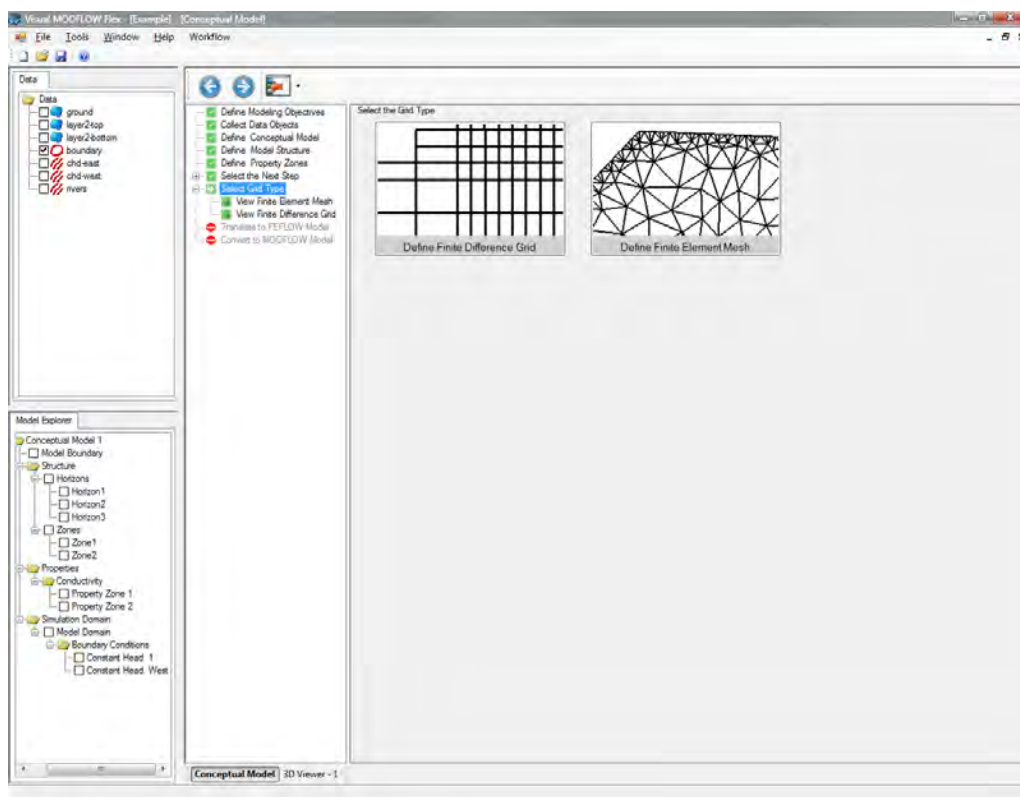 Visual MODFLOW Flex - [Example] - [Conceptual Model]
File Tools Window Help Workflow
Data
Data
ground
layer2-top
layer2-bottom
boundary
chd-east
chd-west
rivers
Define Modeling Objectives
Collect Data Objects
Define Conceptual Model
Define Model Structure
Define Property Zones
Select the Next Step
Select Grid Type
View Finite Element Mesh
View Finite Difference Grid
Translate to FEFLOW Model
Convert to MODFLOW Model
Select the Grid Type
Define Finite Difference Grid
Define Finite Element Mesh
Model Explorer
Conceptual Model 1
Model Boundary
Structure
Horizons
Horizon1
Horizon2
Horizon3
Zones
Zone1
Zone2
Properties
Conductivity
Property Zone 1
Property Zone 2
Simulation Domain
Model Domain
Boundary Conditions
Constant Head 1
Constant Head West
Conceptual Model 3D Viewer - 1